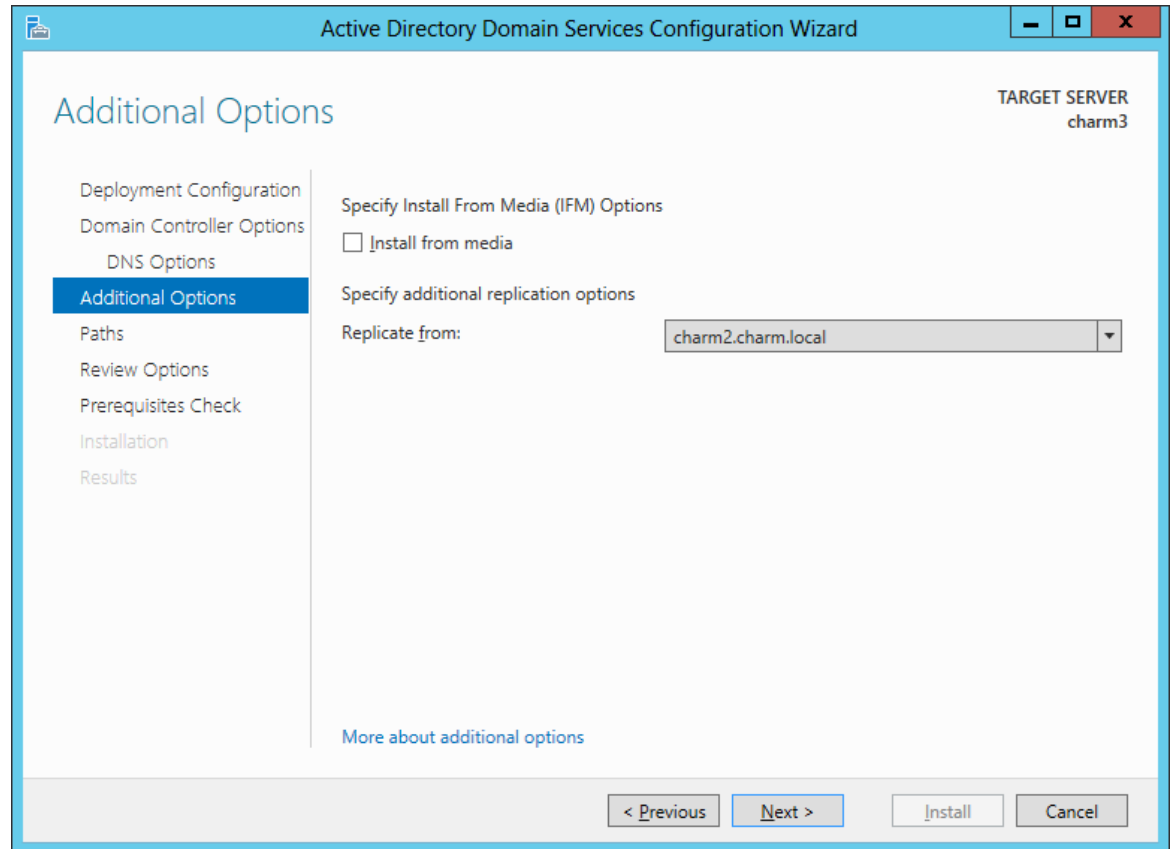 Active Directory Domain Services Configuration Wizard
Additional Options
TARGET SERVER
charm3
Deployment Configuration
Domain Controller Options
DNS Options
Additional Options
Paths
Review Options
Prerequisites Check
Installation
Results
Specify Install From Media (IFM) Options
Install from media
Specify additional replication options
Replicate from:
charm2.charm.local
More about additional options
< Previous
Next >
Install
Cancel